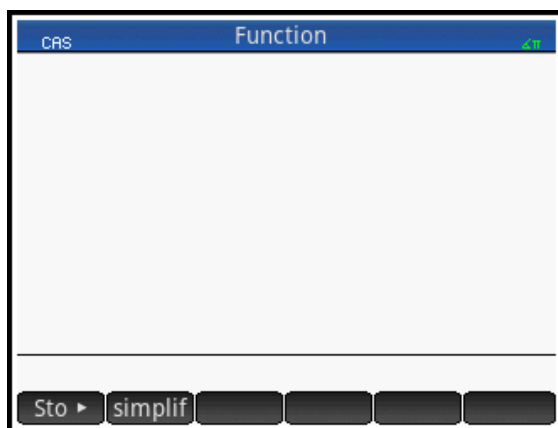 CAS Function ∡π
Sto ▸ simplif